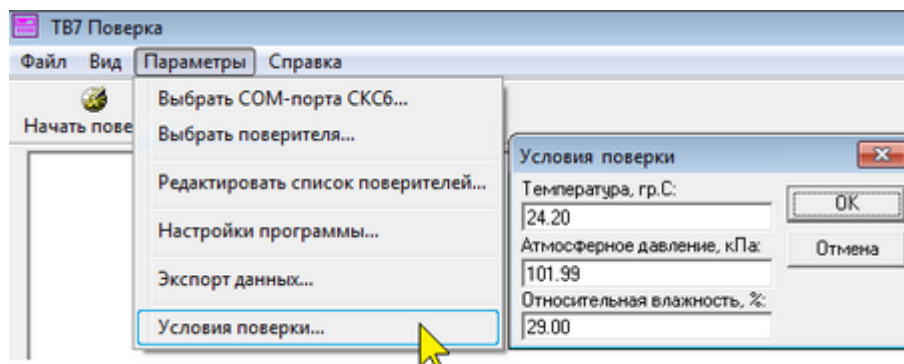 ТВ7 Поверка
Файл Вид Параметры Справка
Начать пове
Выбрать COM-порта СКС6...
Выбрать поверителя...
Редактировать список поверителей...
Настройки программы...
Экспорт данных...
Условия поверки...
Условия поверки
Температура, гр.С:
24.20
Атмосферное давление, кПа:
101.99
Относительная влажность, %:
29.00
OK
Отмена